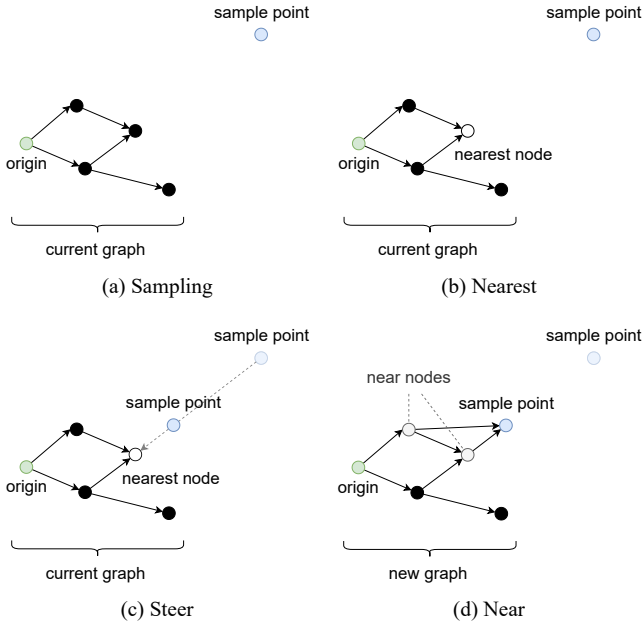 sample point
origin
current graph
(a) Sampling
sample point
origin
nearest node
current graph
(b) Nearest
sample point
sample point
origin
nearest node
current graph
(c) Steer
sample point
near nodes
sample point
origin
new graph
(d) Near